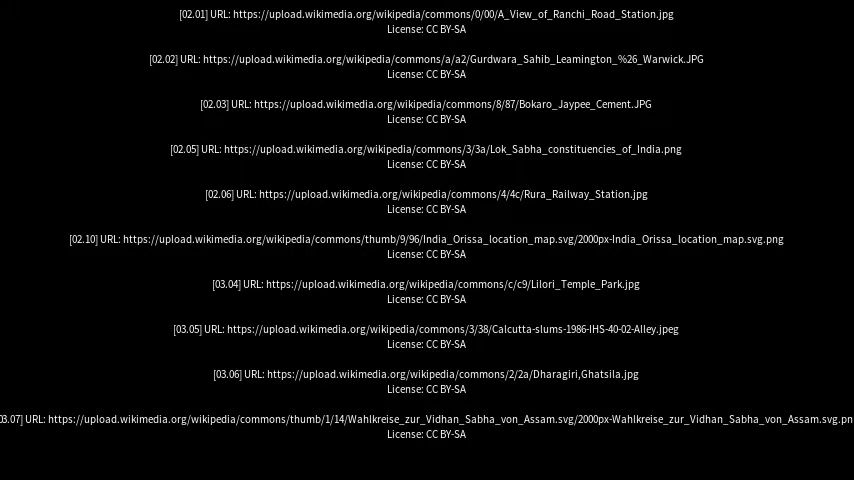 [02.01] URL: https://upload.wikimedia.org/wikipedia/commons/0/00/A_View_of_Ranchi_Road_Station.jpg
License: CC BY-SA
[02.02] URL: https://upload.wikimedia.org/wikipedia/commons/a/a2/Gurdwara_Sahib_Leamington_%26_Warwick.JPG
License: CC BY-SA
[02.03] URL: https://upload.wikimedia.org/wikipedia/commons/8/87/Bokaro_Jaypee_Cement.JPG
License: CC BY-SA
[02.05] URL: https://upload.wikimedia.org/wikipedia/commons/3/3a/Lok_Sabha_constituencies_of_India.png
License: CC BY-SA
[02.06] URL: https://upload.wikimedia.org/wikipedia/commons/4/4c/Rura_Railway_Station.jpg
License: CC BY-SA
[02.10] URL: https://upload.wikimedia.org/wikipedia/commons/thumb/9/96/India_Orissa_location_map.svg/2000px-India_Orissa_location_map.svg.png
License: CC BY-SA
[03.04] URL: https://upload.wikimedia.org/wikipedia/commons/c/c9/Lilori_Temple_Park.jpg
License: CC BY-SA
[03.05] URL: https://upload.wikimedia.org/wikipedia/commons/3/38/Calcutta-slums-1986-IHS-40-02-Alley.jpeg
License: CC BY-SA
[03.06] URL: https://upload.wikimedia.org/wikipedia/commons/2/2a/Dharagiri,Ghatsila.jpg
License: CC BY-SA
03.07] URL: https://upload.wikimedia.org/wikipedia/commons/thumb/1/14/Wahlkreise_zur_Vidhan_Sabha_von_Assam.svg/2000px-Wahlkreise_zur_Vidhan_Sabha_von_Assam.svg.pn
License: CC BY-SA